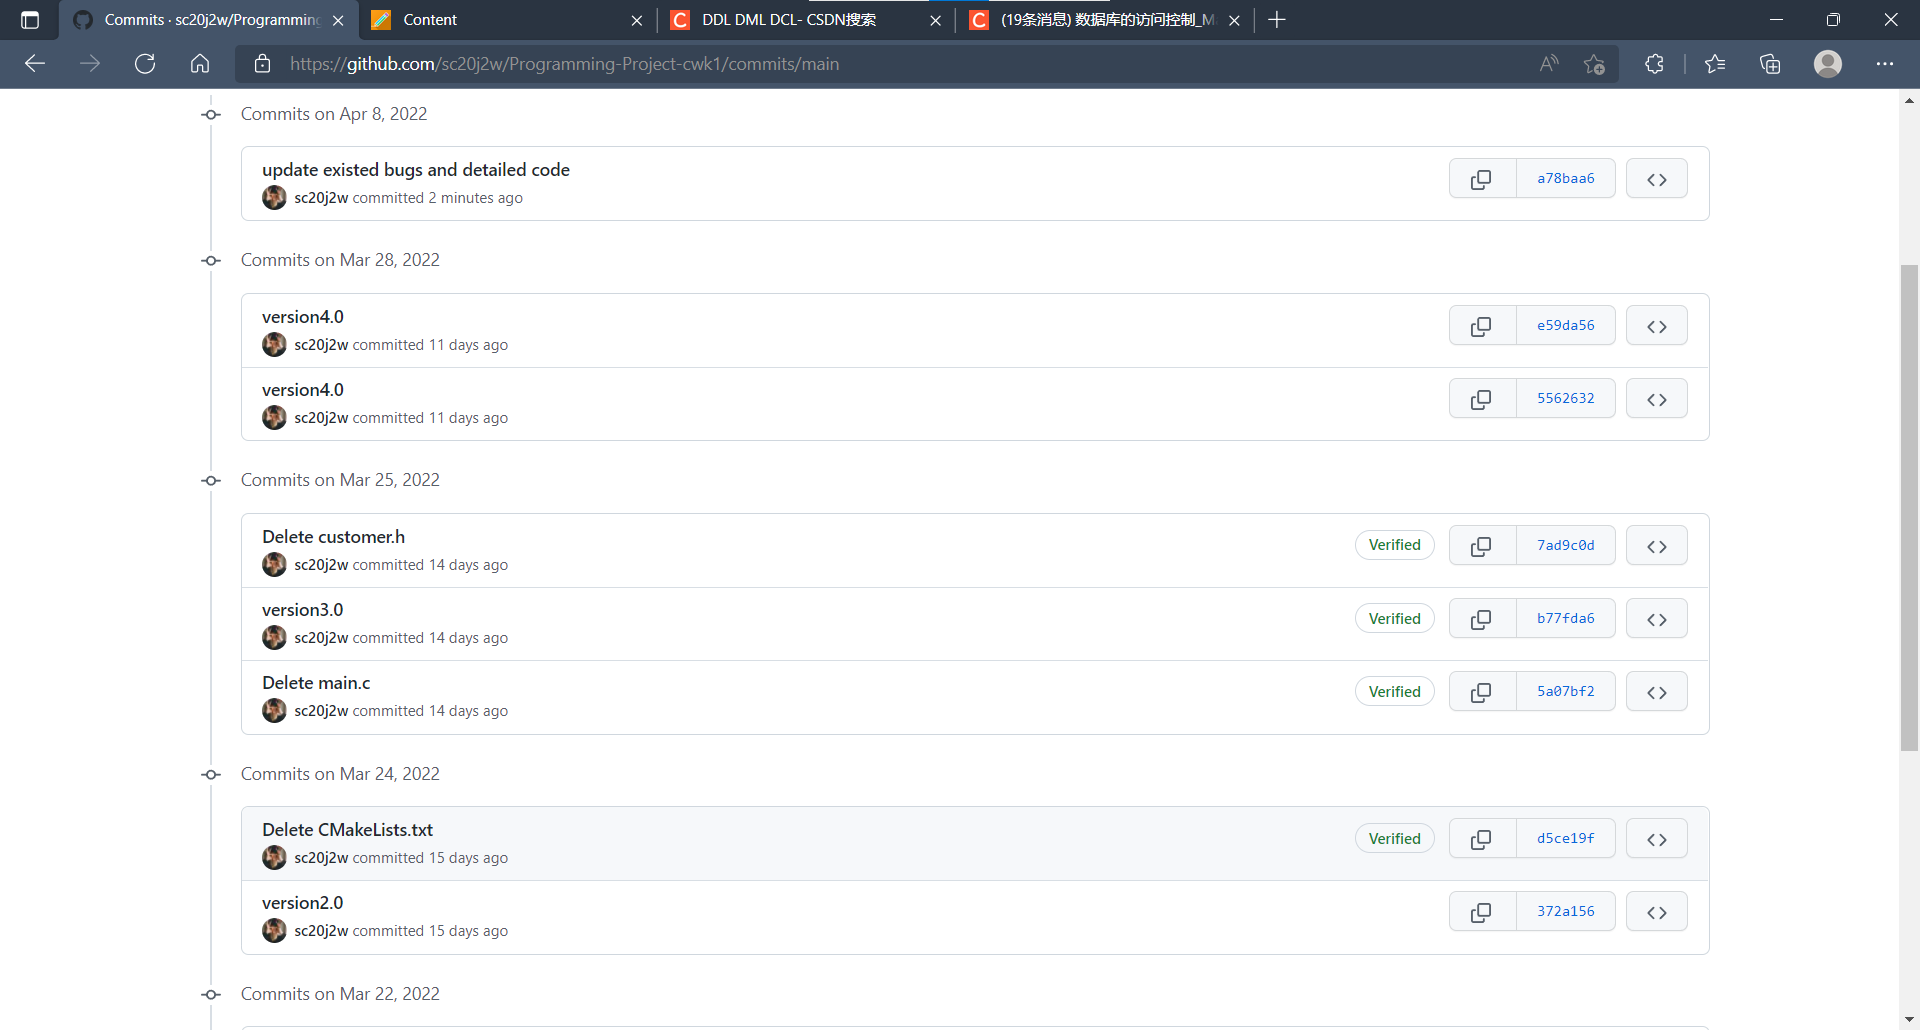 Commits · sc20j2w/Programming
Content
DDL DML DCL- CSDN搜索
(19条消息) 数据库的访问控制_M
https://github.com/sc20j2w/Programming-Project-cwk1/commits/main
Commits on Apr 8, 2022
update existed bugs and detailed code
sc20j2w committed 2 minutes ago
a78baa6
Commits on Mar 28, 2022
version4.0
sc20j2w committed 11 days ago
e59da56
version4.0
sc20j2w committed 11 days ago
5562632
Commits on Mar 25, 2022
Delete customer.h
sc20j2w committed 14 days ago
Verified
7ad9c0d
version3.0
sc20j2w committed 14 days ago
Verified
b77fda6
Delete main.c
sc20j2w committed 14 days ago
Verified
5a07bf2
Commits on Mar 24, 2022
Delete CMakeLists.txt
sc20j2w committed 15 days ago
Verified
d5ce19f
version2.0
sc20j2w committed 15 days ago
372a156
Commits on Mar 22, 2022